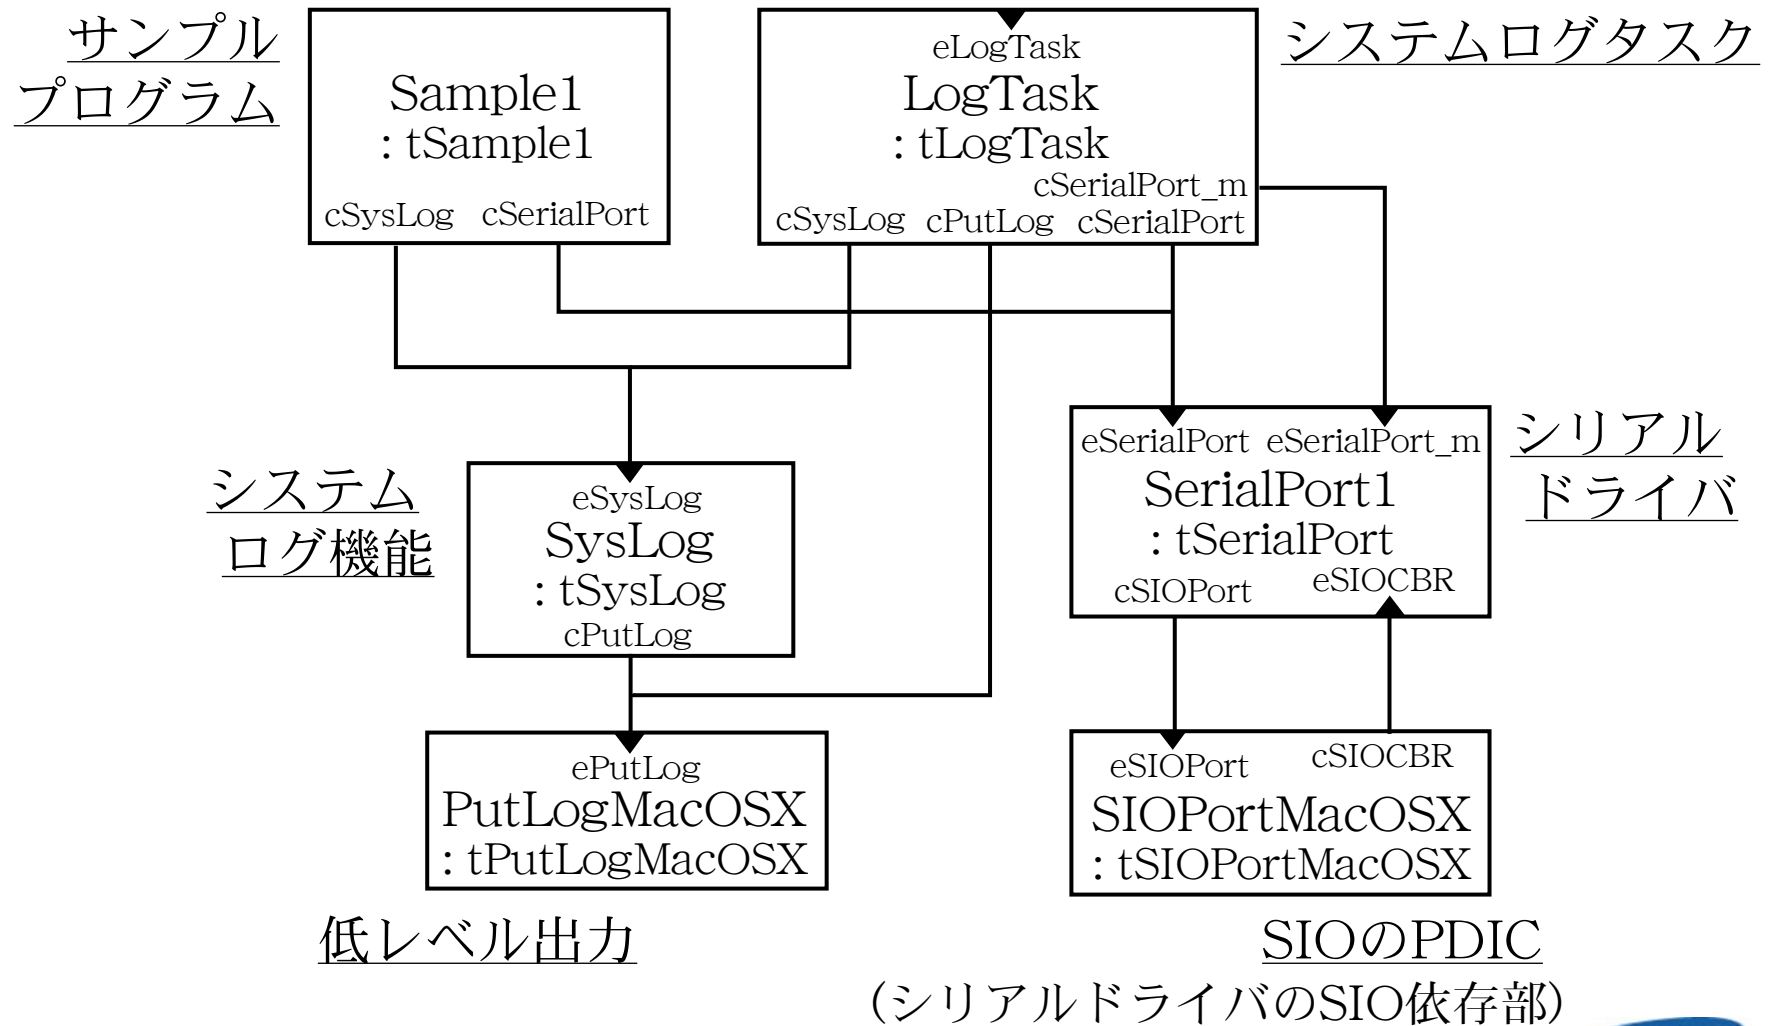 サンプル
プログラム
Sample1
: tSample1
cSysLog cSerialPort
eLogTask
LogTask
: tLogTask
cSerialPort_m
cSysLog cPutLog cSerialPort
システムログタスク
システム
ログ機能
eSysLog
SysLog
: tSysLog
cPutLog
eSerialPort eSerialPort_m
SerialPort1
: tSerialPort
cSIOPort eSIOCBR
シリアル
ドライバ
ePutLog
PutLogMacOSX
: tPutLogMacOSX
低レベル出力
eSIOPort cSIOCBR
SIOPortMacOSX
: tSIOPortMacOSX
SIOのPDIC
(シリアルドライバのSIO依存部)